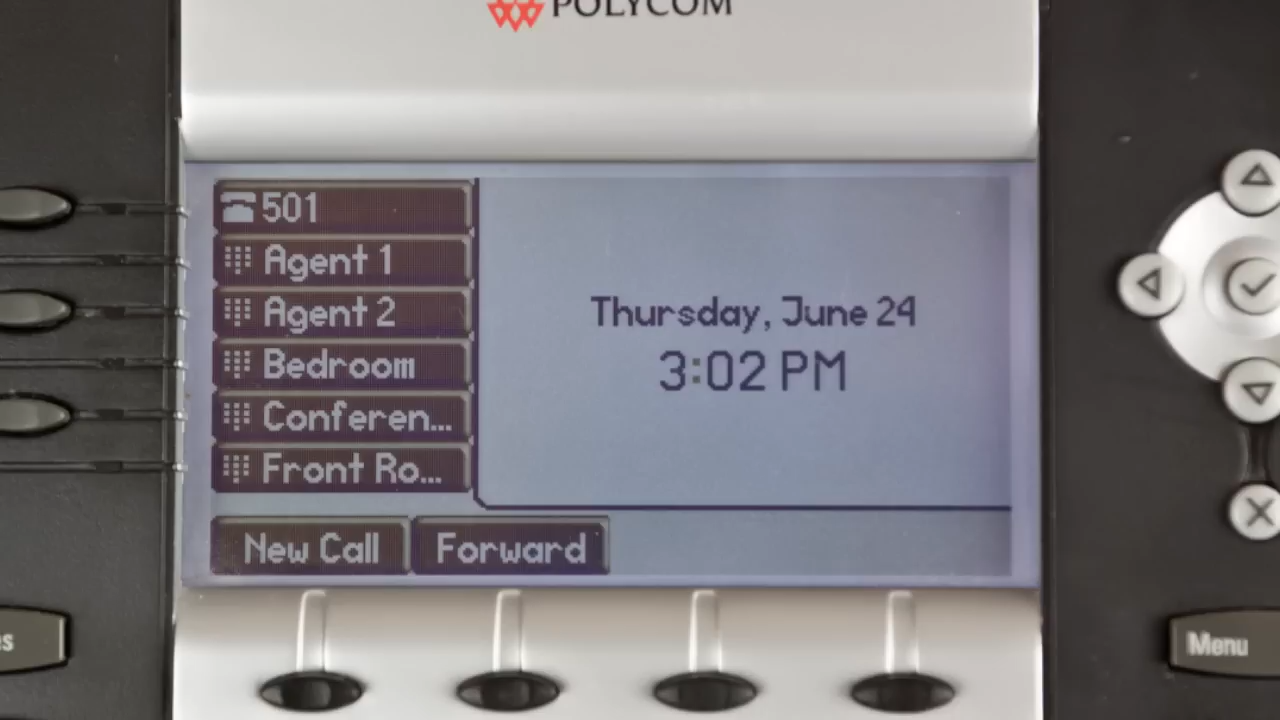 POLYCOM
501
Agent 1
Agent 2
Bedroom
Conferen...
Front Ro...
Thursday, June 24
3:02 PM
New Call
Forward
Menu